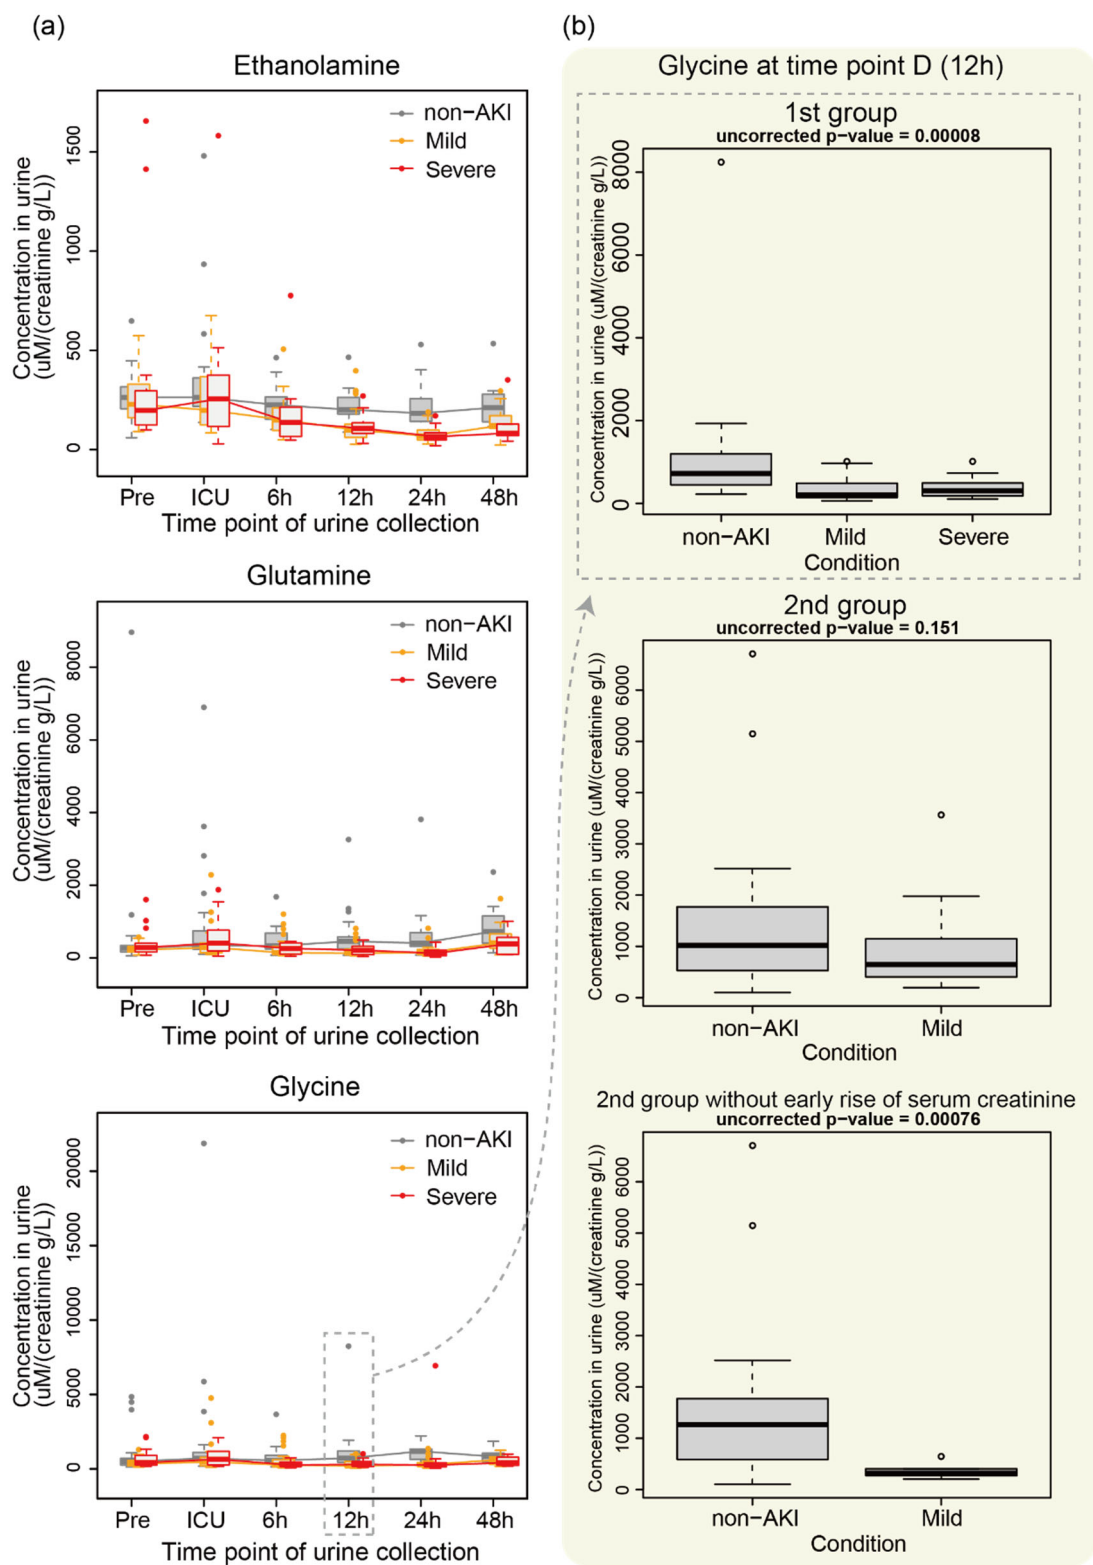 (a)
Ethanolamine
Concentration in urine
(uM/(creatinine g/L))
1500
1000
500
0
non−AKI
Mild
Severe
Pre ICU 6h 12h 24h 48h
Time point of urine collection
Glutamine
Concentration in urine
(uM/(creatinine g/L))
8000
6000
4000
2000
0
non−AKI
Mild
Severe
Pre ICU 6h 12h 24h 48h
Time point of urine collection
Glycine
Concentration in urine
(uM/(creatinine g/L))
20000
15000
10000
5000
0
non−AKI
Mild
Severe
Pre ICU 6h 12h 24h 48h
Time point of urine collection
(b)
Glycine at time point D (12h)
1st group
uncorrected p−value = 0.00008
Concentration in urine (uM/(creatinine g/L))
8000
6000
4000
2000
0
non−AKI Mild Severe
Condition
2nd group
uncorrected p−value = 0.151
Concentration in urine (uM/(creatinine g/L))
6000
5000
4000
3000
2000
1000
0
non−AKI Mild
Condition
2nd group without early rise of serum creatinine
uncorrected p−value = 0.00076
Concentration in urine (uM/(creatinine g/L))
6000
5000
4000
3000
2000
1000
0
non−AKI Mild
Condition